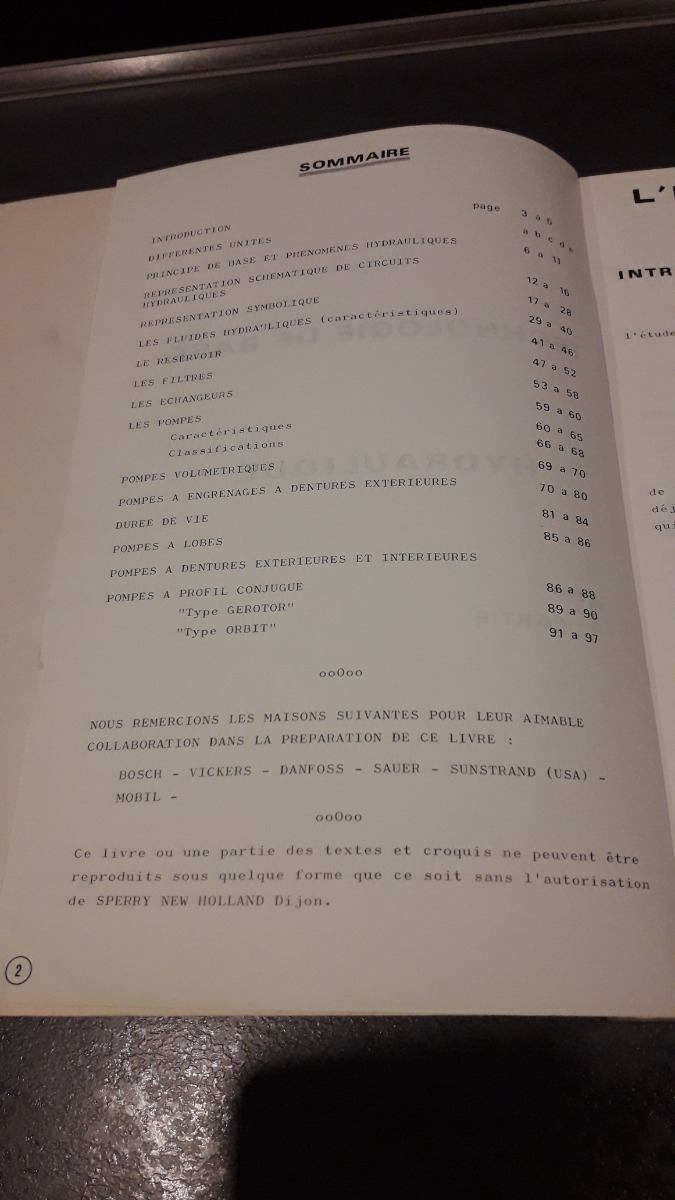 SOMMAIRE
page
INTRODUCTION 3 a 5
DIFFERENTES UNITES a b c d e
PRINCIPE DE BASE ET PHENOMENES HYDRAULIQUES 6 a 11
REPRESENTATION SCHEMATIQUE DE CIRCUITS
HYDRAULIQUES 12 a 16
REPRESENTATION SYMBOLIQUE 17 a 28
LES FLUIDES HYDRAULIQUES (caractéristiques) 29 a 40
LE RESERVOIR 41 a 46
LES FILTRES 47 a 52
LES ECHANGEURS 53 a 58
LES POMPES 59 a 60
Caractéristiques 60 a 65
Classifications 66 a 68
POMPES VOLUMETRIQUES 69 a 70
POMPES A ENGRENAGES A DENTURES EXTERIEURES 70 a 80
DUREE DE VIE 81 a 84
POMPES A LOBES 85 a 86
POMPES A DENTURES EXTERIEURES ET INTERIEURES
POMPES A PROFIL CONJUGUE 86 a 88
"Type GEROTOR" 89 a 90
"Type ORBIT" 91 a 97
ooOoo
NOUS REMERCIONS LES MAISONS SUIVANTES POUR LEUR AIMABLE
COLLABORATION DANS LA PREPARATION DE CE LIVRE :
BOSCH - VICKERS - DANFOSS - SAUER - SUNSTRAND (USA) -
MOBIL -
ooOoo
Ce livre ou une partie des textes et croquis ne peuvent être
reproduits sous quelque forme que ce soit sans l'autorisation
de SPERRY NEW HOLLAND Dijon.
2
L'
INTR
l'étude
de
déj
qui